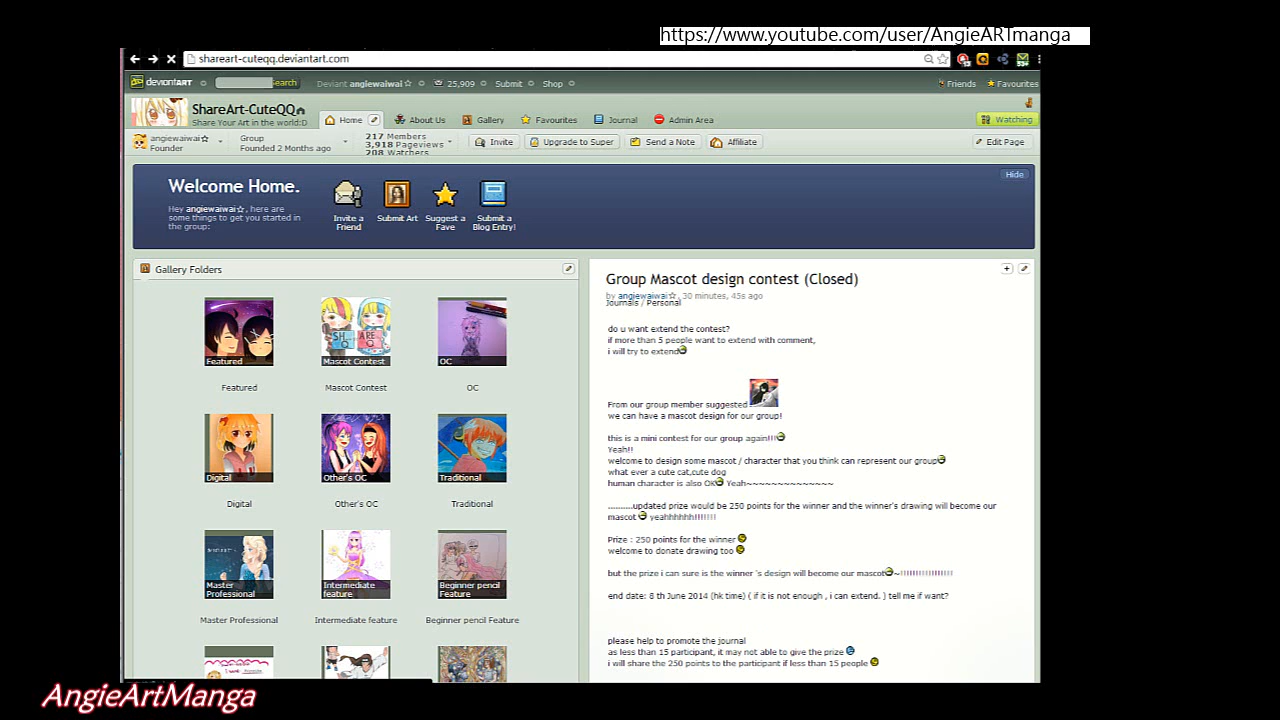 https://www.youtube.com/user/AngieARTmanga
shareart-cuteqq.deviantart.com
deviantART
Search
Deviant angiewaiwai☆
25,909
Submit
Shop
Friends
Favourites
ShareArt-CuteQQ
Share Your Art in the world:D
Home
About Us
Gallery
Favourites
Journal
Admin Area
Watching
angiewaiwai☆
Founder
Group
Founded 2 Months ago
217 Members
3,918 Pageviews
208 Watchers
Invite
Upgrade to Super
Send a Note
Affiliate
Edit Page
Welcome Home.
Hey angiewaiwai☆, here are
some things to get you started in
the group:
Invite a
Friend
Submit Art
Suggest a
Fave
Submit a
Blog Entry!
Hide
Gallery Folders
Featured
Mascot Contest
OC
Featured
Mascot Contest
OC
Digital
Other's OC
Traditional
Digital
Other's OC
Traditional
Master
Professional
Intermediate
feature
Beginner pencil
Feature
Master Professional
Intermediate feature
Beginner pencil Feature
Group Mascot design contest (Closed)
by angiewaiwai☆, 30 minutes, 45s ago
Journals / Personal
do u want extend the contest?
if more than 5 people want to extend with comment,
i will try to extend
From our group member suggested
we can have a mascot design for our group!
this is a mini contest for our group again!!!
Yeah!!
welcome to design some mascot / character that you think can represent our group
what ever a cute cat,cute dog
human character is also OK Yeah~~~~~~~~~~~~~~
..........updated prize would be 250 points for the winner and the winner's drawing will become our
mascot yeahhhhhh!!!!!!!
Prize : 250 points for the winner
welcome to donate drawing too
but the prize i can sure is the winner 's design will become our mascot ~!!!!!!!!!!!!!!!!!
end date: 8 th June 2014 (hk time) ( if it is not enough , i can extend. ) tell me if want?
please help to promote the journal
as less than 15 participant, it may not able to give the prize
i will share the 250 points to the participant if less than 15 people
AngieArtManga